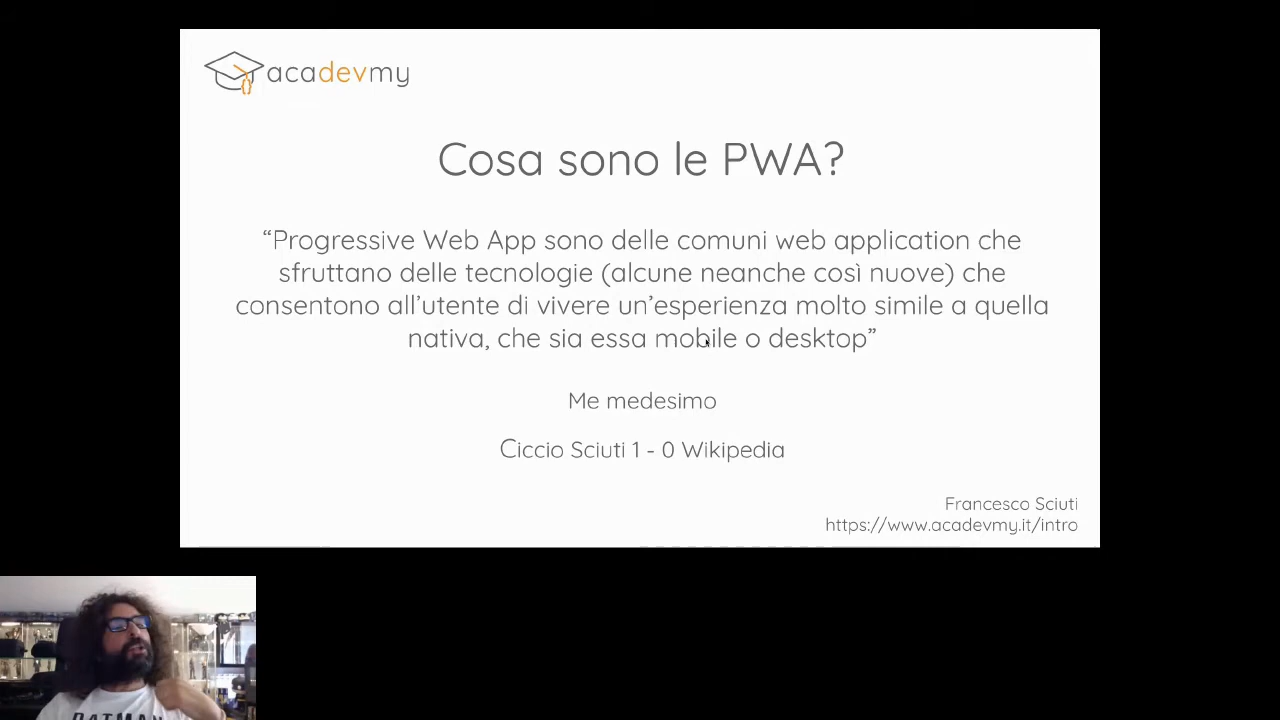 acadevmy
Cosa sono le PWA?
“Progressive Web App sono delle comuni web application che
sfruttano delle tecnologie (alcune neanche così nuove) che
consentono all’utente di vivere un’esperienza molto simile a quella
nativa, che sia essa mobile o desktop”
Me medesimo
Ciccio Sciuti 1 - 0 Wikipedia
Francesco Sciuti
https://www.acadevmy.it/intro
BATMAN